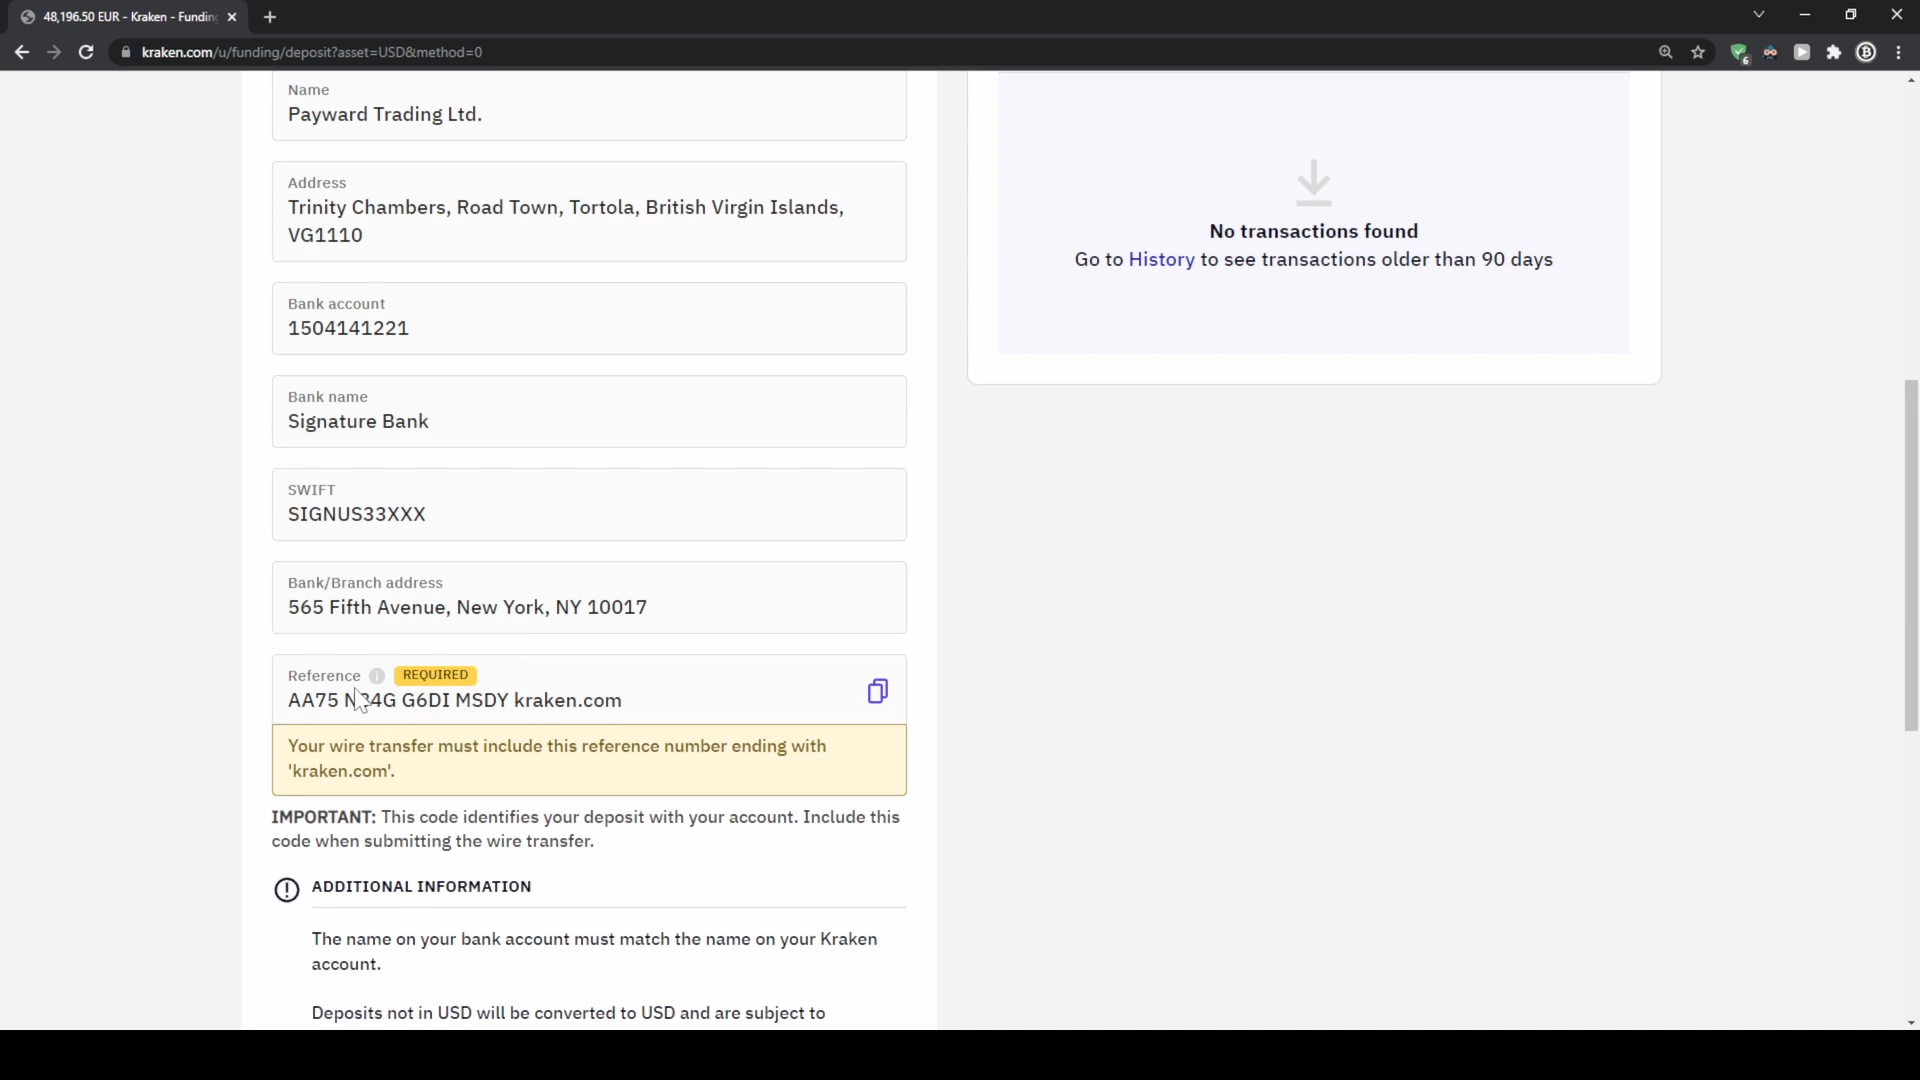 48,196.50 EUR - Kraken - Funding
kraken.com/u/funding/deposit?asset=USD&method=0
6
Name
Payward Trading Ltd.
Address
Trinity Chambers, Road Town, Tortola, British Virgin Islands,
VG1110
Bank account
1504141221
Bank name
Signature Bank
SWIFT
SIGNUS33XXX
Bank/Branch address
565 Fifth Avenue, New York, NY 10017
Reference REQUIRED
AA75 N84G G6DI MSDY kraken.com
Your wire transfer must include this reference number ending with
'kraken.com'.
IMPORTANT: This code identifies your deposit with your account. Include this
code when submitting the wire transfer.
ADDITIONAL INFORMATION
The name on your bank account must match the name on your Kraken
account.
Deposits not in USD will be converted to USD and are subject to
No transactions found
Go to History to see transactions older than 90 days